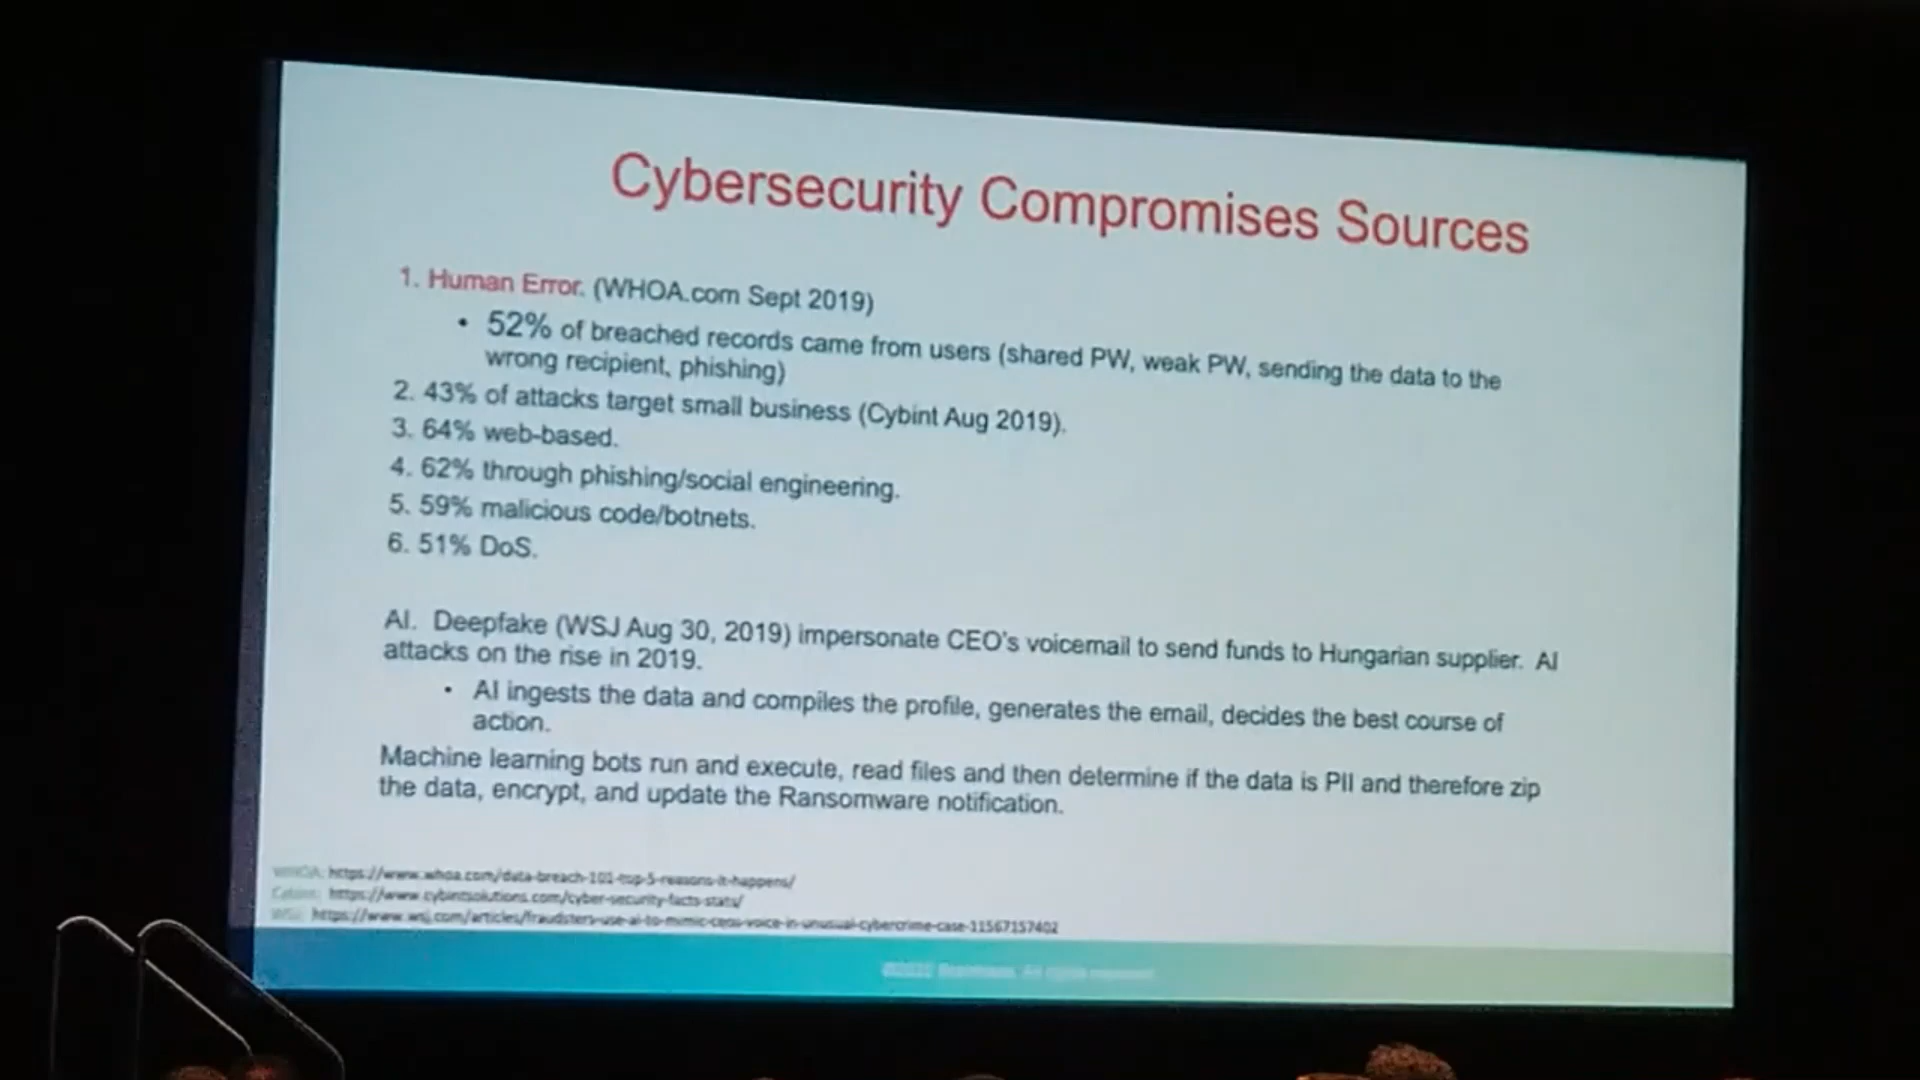 Cybersecurity Compromises Sources
1. Human Error. (WHOA.com Sept 2019)
• 52% of breached records came from users (shared PW, weak PW, sending the data to the
wrong recipient, phishing)
2. 43% of attacks target small business (Cybint Aug 2019).
3. 64% web-based.
4. 62% through phishing/social engineering.
5. 59% malicious code/botnets.
6. 51% DoS.
AI. Deepfake (WSJ Aug 30, 2019) impersonate CEO's voicemail to send funds to Hungarian supplier. AI
attacks on the rise in 2019.
• AI ingests the data and compiles the profile, generates the email, decides the best course of
action.
Machine learning bots run and execute, read files and then determine if the data is PII and therefore zip
the data, encrypt, and update the Ransomware notification.
WHOA: https://www.whoa.com/data-breach-101-top-5-reasons-it-happens/
Cybint: https://www.cybintsolutions.com/cyber-security-facts-stats/
WSJ: https://www.wsj.com/articles/fraudsters-use-ai-to-mimic-ceos-voice-in-unusual-cybercrime-case-11567157402
All rights reserved.